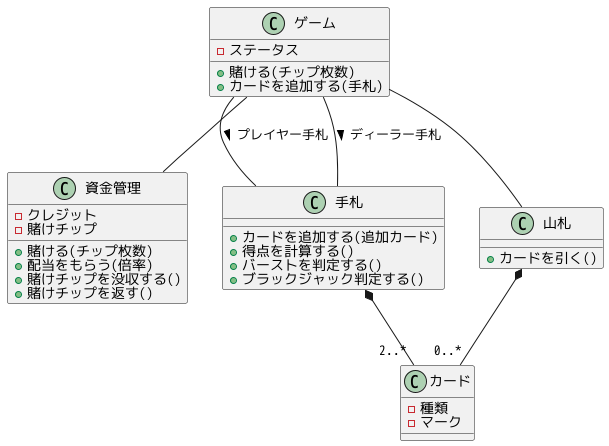 C ゲーム
ステータス
賭ける(チップ枚数)
カードを追加する(手札)
プレイヤー手札
ディーラー手札
C 資金管理
クレジット
賭けチップ
賭ける(チップ枚数)
配当をもらう(倍率)
賭けチップを没収する()
賭けチップを返す()
C 手札
カードを追加する(追加カード)
得点を計算する()
バーストを判定する()
ブラックジャック判定する()
C 山札
カードを引く()
2..*
0..*
C カード
種類
マーク